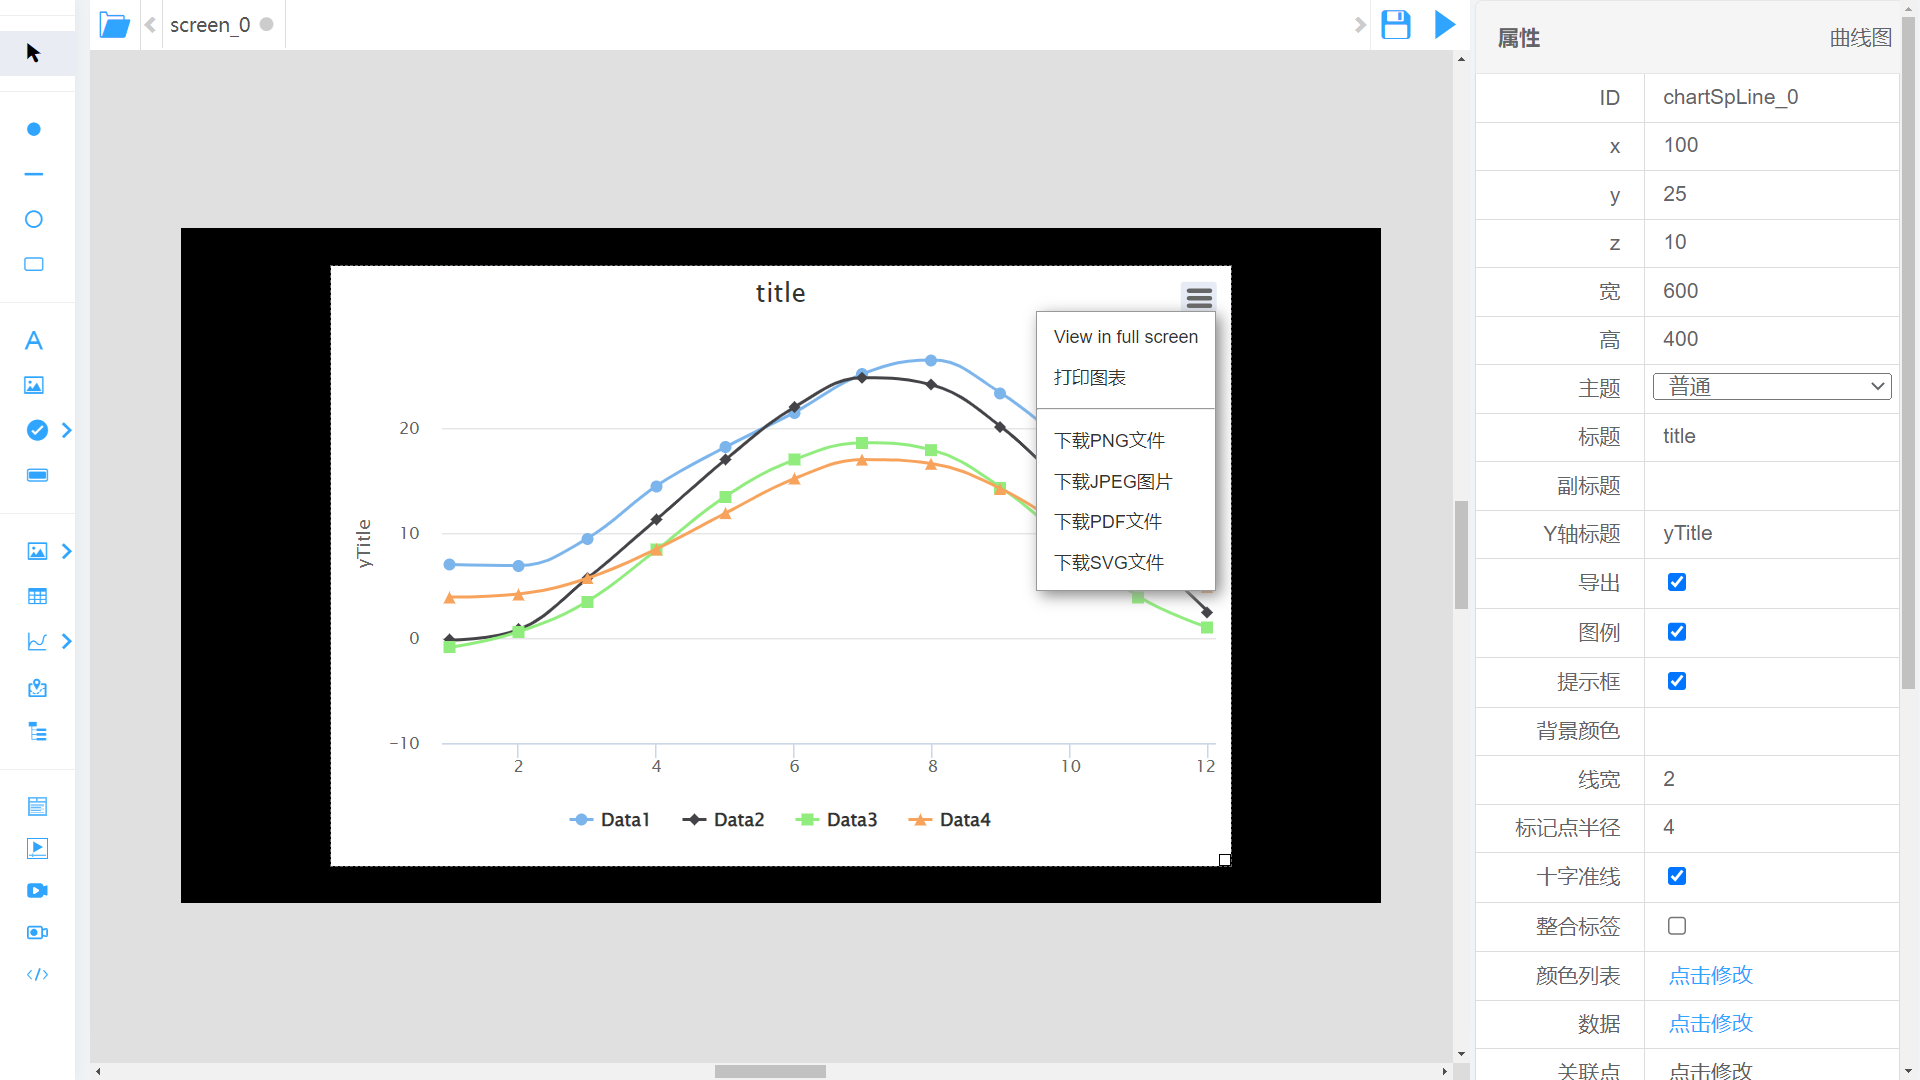 screen_0
title
View in full screen
打印图表
下载PNG文件
下载JPEG图片
下载PDF文件
下载SVG文件
yTitle
20
10
0
−10
2
4
6
8
10
12
Data1
Data2
Data3
Data4
属性
曲线图
ID
chartSpLine_0
x
100
y
25
z
10
宽
600
高
400
主题
普通
标题
title
副标题
Y轴标题
yTitle
导出
图例
提示框
背景颜色
线宽
2
标记点半径
4
十字准线
整合标签
颜色列表
点击修改
数据
点击修改
关联点
点击修改